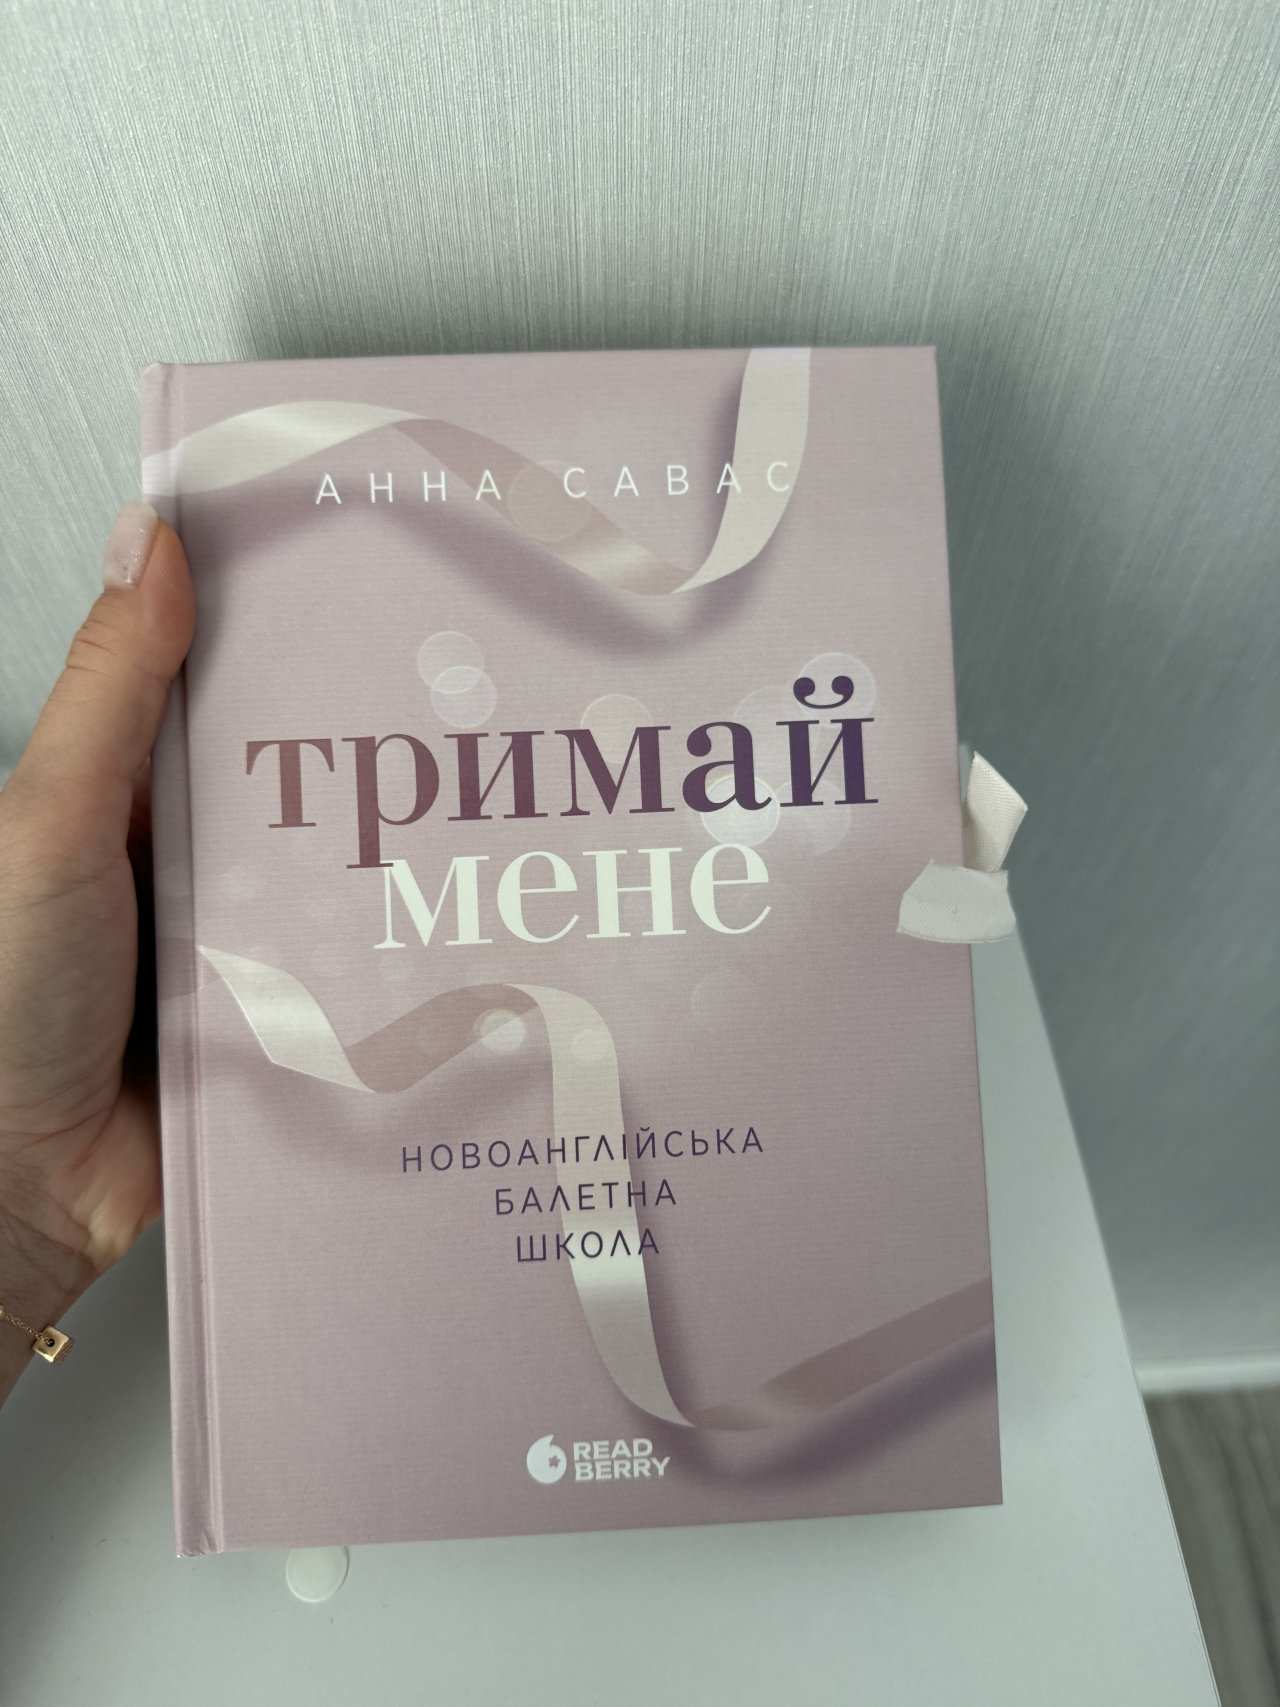 АННА САВАС
тримай
мене
НОВОАНГЛІЙСЬКА
БАЛЕТНА
ШКОЛА
READ
BERRY